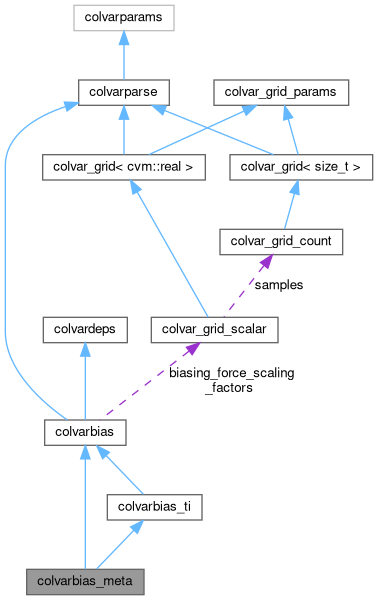 colvarparams
colvarparse
colvar_grid_params
colvar_grid< cvm::real >
colvar_grid< size_t >
colvar_grid_count
samples
colvardeps
colvar_grid_scalar
biasing_force_scaling
_factors
colvarbias
colvarbias_ti
colvarbias_meta